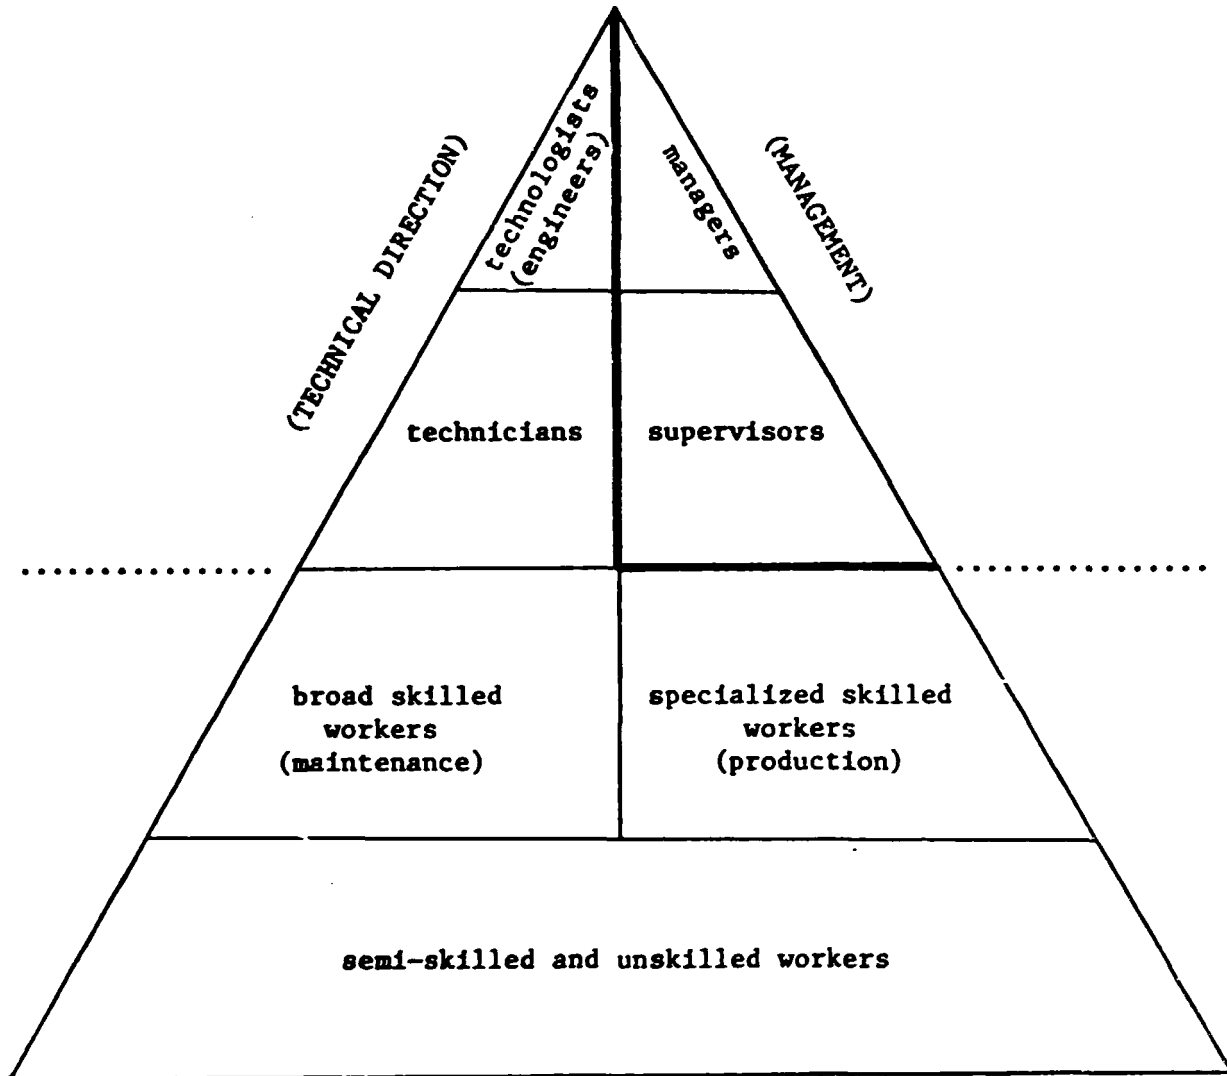 technologists
(engineers)
managers
(TECHNICAL DIRECTION)
(MANAGEMENT)
technicians
supervisors
broad skilled
workers
(maintenance)
specialized skilled
workers
(production)
semi-skilled and unskilled workers